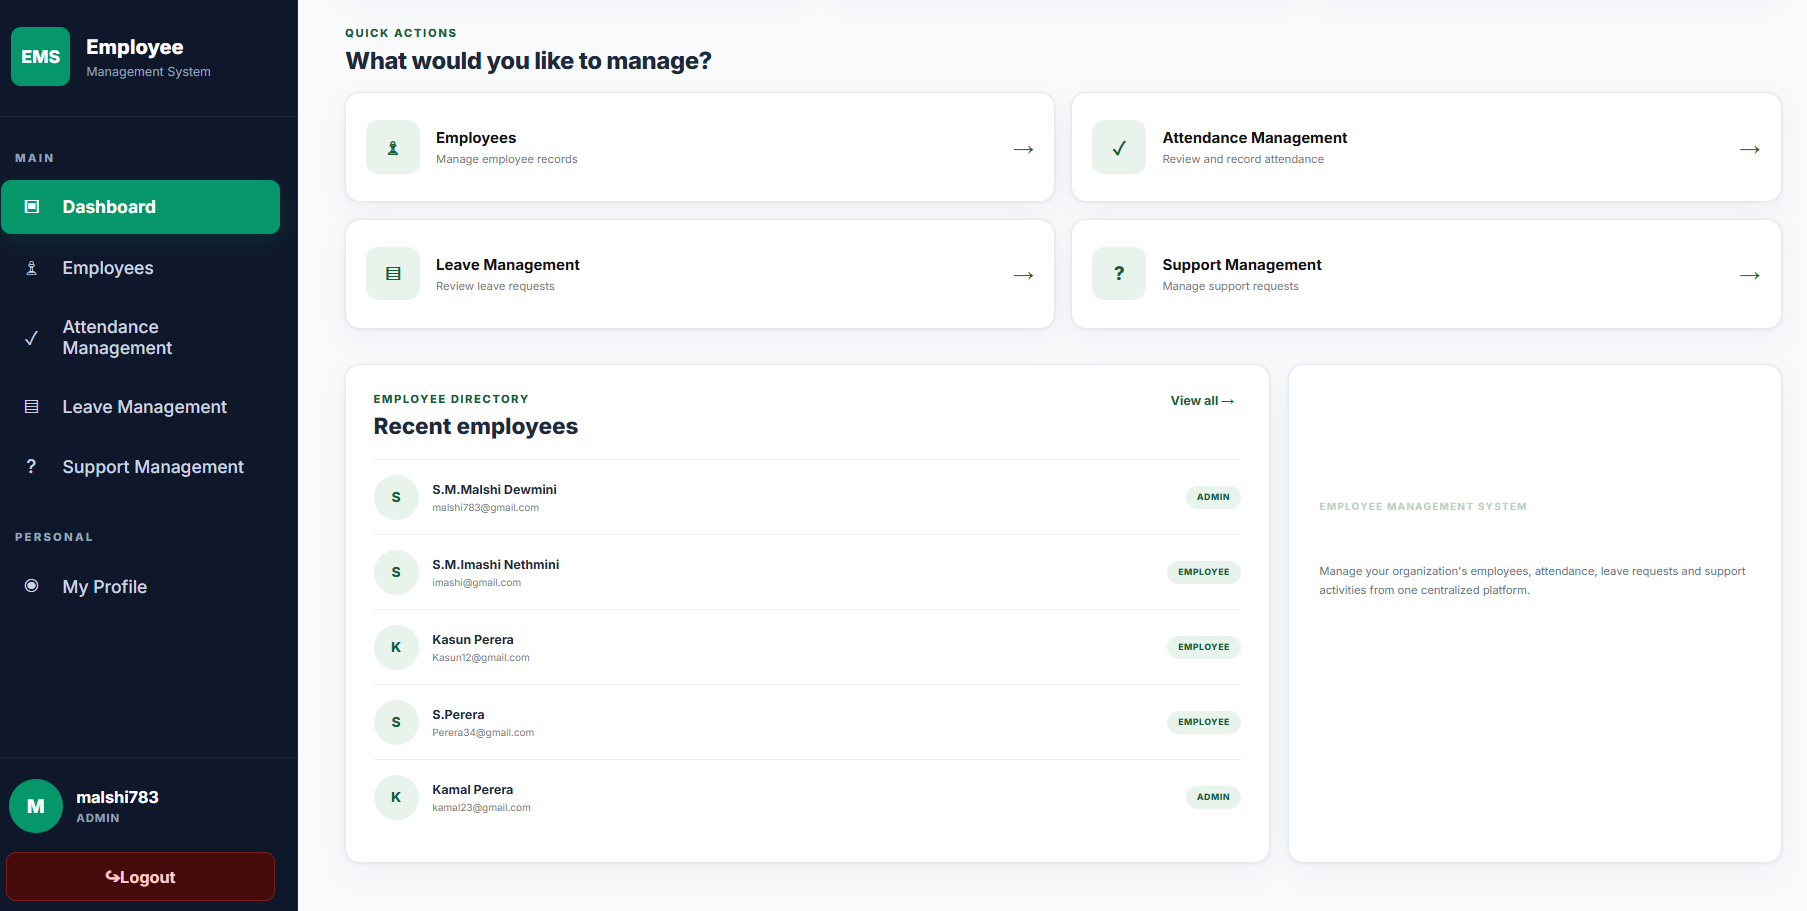 EMS
Employee
Management System
MAIN
Dashboard
Employees
✓ Attendance
Management
Leave Management
? Support Management
PERSONAL
My Profile
M
malshi783
ADMIN
↪Logout
QUICK ACTIONS
What would you like to manage?
Employees
Manage employee records
→
✓
Attendance Management
Review and record attendance
→
Leave Management
Review leave requests
→
?
Support Management
Manage support requests
→
EMPLOYEE DIRECTORY
View all →
Recent employees
S
S.M.Malshi Dewmini
malshi783@gmail.com
ADMIN
S
S.M.Imashi Nethmini
imashi@gmail.com
EMPLOYEE
K
Kasun Perera
Kasun12@gmail.com
EMPLOYEE
S
S.Perera
Perera34@gmail.com
EMPLOYEE
K
Kamal Perera
kamal23@gmail.com
ADMIN
EMPLOYEE MANAGEMENT SYSTEM
Manage your organization's employees, attendance, leave requests and support
activities from one centralized platform.